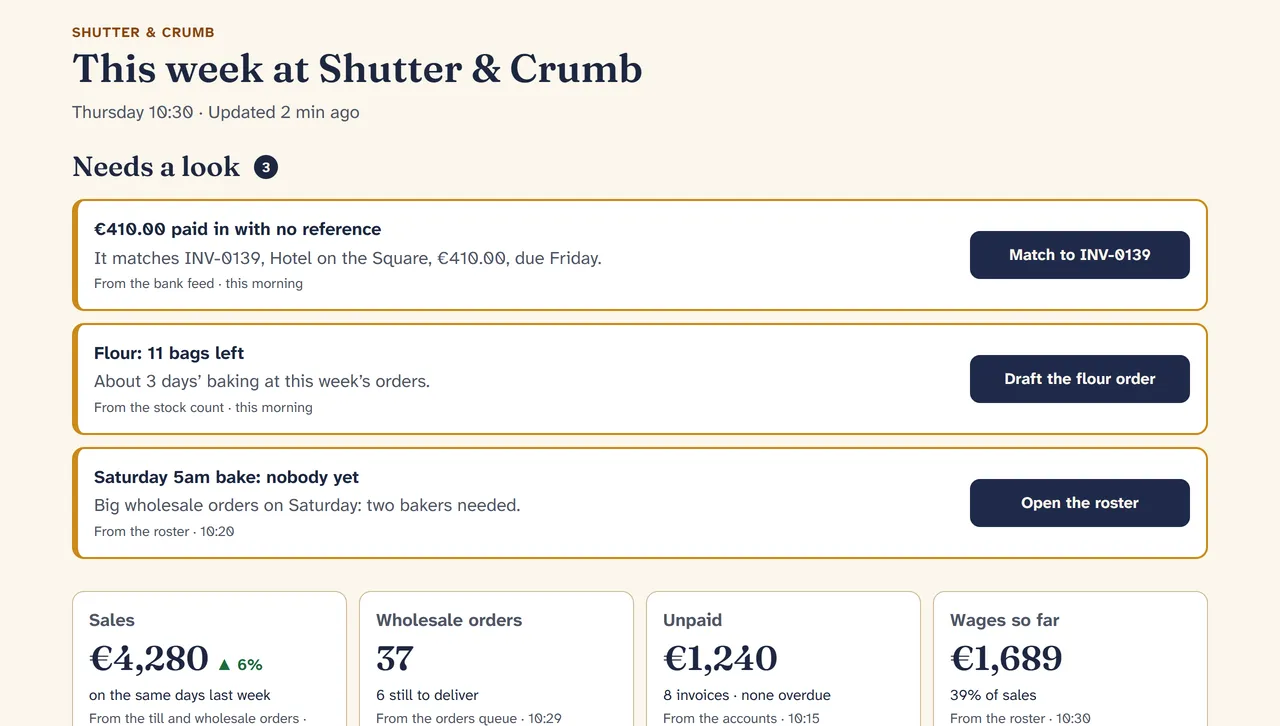 SHUTTER & CRUMB
This week at Shutter & Crumb
Thursday 10:30 · Updated 2 min ago
Needs a look 3
€410.00 paid in with no reference
It matches INV-0139, Hotel on the Square, €410.00, due Friday.
From the bank feed · this morning
Match to INV-0139
Flour: 11 bags left
About 3 days’ baking at this week’s orders.
From the stock count · this morning
Draft the flour order
Saturday 5am bake: nobody yet
Big wholesale orders on Saturday: two bakers needed.
From the roster · 10:20
Open the roster
Sales
€4,280 ▲ 6%
on the same days last week
From the till and wholesale orders ·
Wholesale orders
37
6 still to deliver
From the orders queue · 10:29
Unpaid
€1,240
8 invoices · none overdue
From the accounts · 10:15
Wages so far
€1,689
39% of sales
From the roster · 10:30